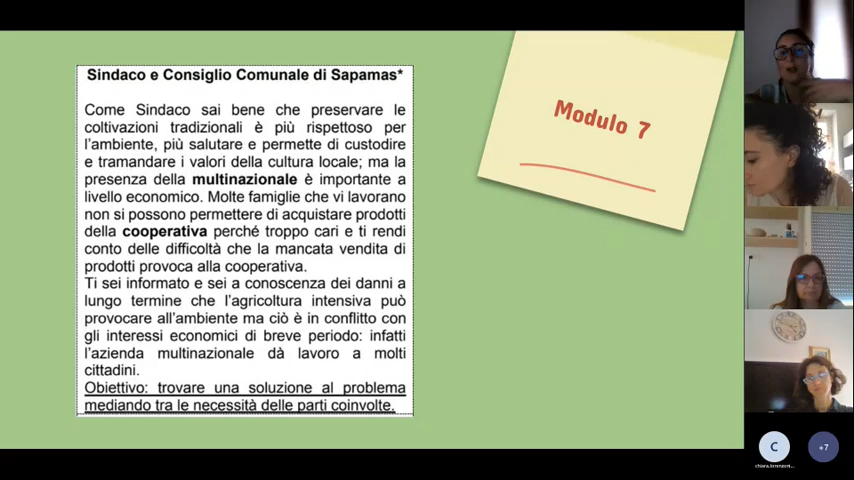 Sindaco e Consiglio Comunale di Sapamas*
Come Sindaco sai bene che preservare le
coltivazioni tradizionali è più rispettoso per
l'ambiente, più salutare e permette di custodire
e tramandare i valori della cultura locale; ma la
presenza della multinazionale è importante a
livello economico. Molte famiglie che vi lavorano
non si possono permettere di acquistare prodotti
della cooperativa perché troppo cari e ti rendi
conto delle difficoltà che la mancata vendita di
prodotti provoca alla cooperativa.
Ti sei informato e sei a conoscenza dei danni a
lungo termine che l'agricoltura intensiva può
provocare all'ambiente ma ciò è in conflitto con
gli interessi economici di breve periodo: infatti
l'azienda multinazionale dà lavoro a molti
cittadini.
Obiettivo: trovare una soluzione al problema
mediando tra le necessità delle parti coinvolte.
Modulo 7
C
+7